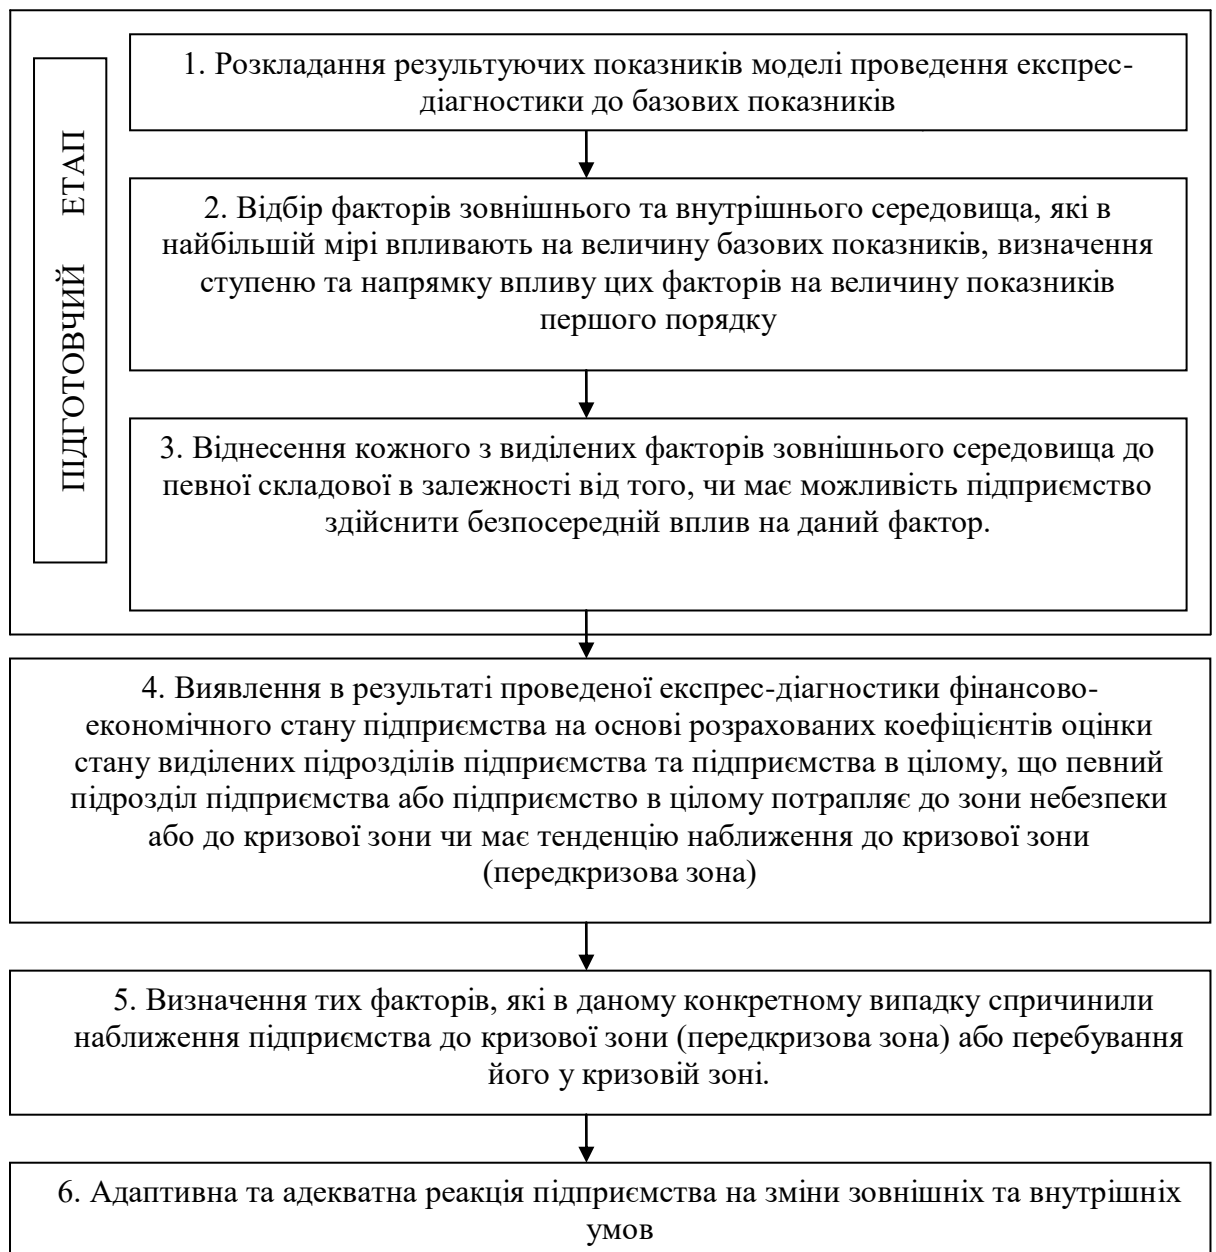 ПІДГОТОВЧИЙ ЕТАП
1. Розкладання результуючих показників моделі проведення експрес-
діагностики до базових показників
2. Відбір факторів зовнішнього та внутрішнього середовища, які в
найбільшій мірі впливають на величину базових показників, визначення
ступеню та напрямку впливу цих факторів на величину показників
першого порядку
3. Віднесення кожного з виділених факторів зовнішнього середовища до
певної складової в залежності від того, чи має можливість підприємство
здійснити безпосередній вплив на даний фактор.
4. Виявлення в результаті проведеної експрес-діагностики фінансово-
економічного стану підприємства на основі розрахованих коефіцієнтів оцінки
стану виділених підрозділів підприємства та підприємства в цілому, що певний
підрозділ підприємства або підприємство в цілому потрапляє до зони небезпеки
або до кризової зони чи має тенденцію наближення до кризової зони
(передкризова зона)
5. Визначення тих факторів, які в даному конкретному випадку спричинили
наближення підприємства до кризової зони (передкризова зона) або перебування
його у кризовій зоні.
6. Адаптивна та адекватна реакція підприємства на зміни зовнішніх та внутрішніх
умов